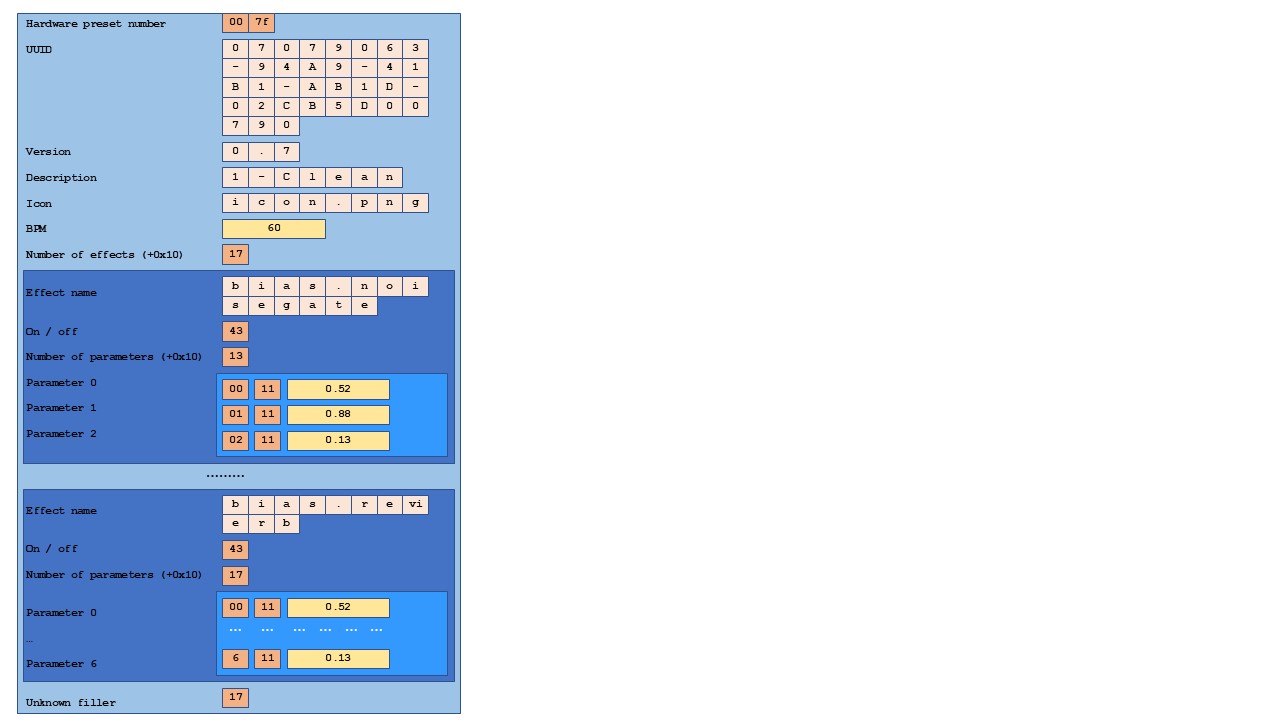 Hardware preset number 00 7f
UUID 0 7 0 7 9 0 6 3
- 9 4 A 9 - 4 1
B 1 - A B 1 D -
0 2 C B 5 D 0 0
7 9 0
Version 0 . 7
Description 1 - C l e a n
Icon i c o n . p n g
BPM 60
Number of effects (+0x10) 17
Effect name b i a s . n o i
s e g a t e
On / off 43
Number of parameters (+0x10) 13
Parameter 0 00 11 0.52
Parameter 1 01 11 0.88
Parameter 2 02 11 0.13
.........
Effect name b i a s . r e vi
e r b
On / off 43
Number of parameters (+0x10) 17
Parameter 0 00 11 0.52
… … … … … … …
Parameter 6 6 11 0.13
Unknown filler 17